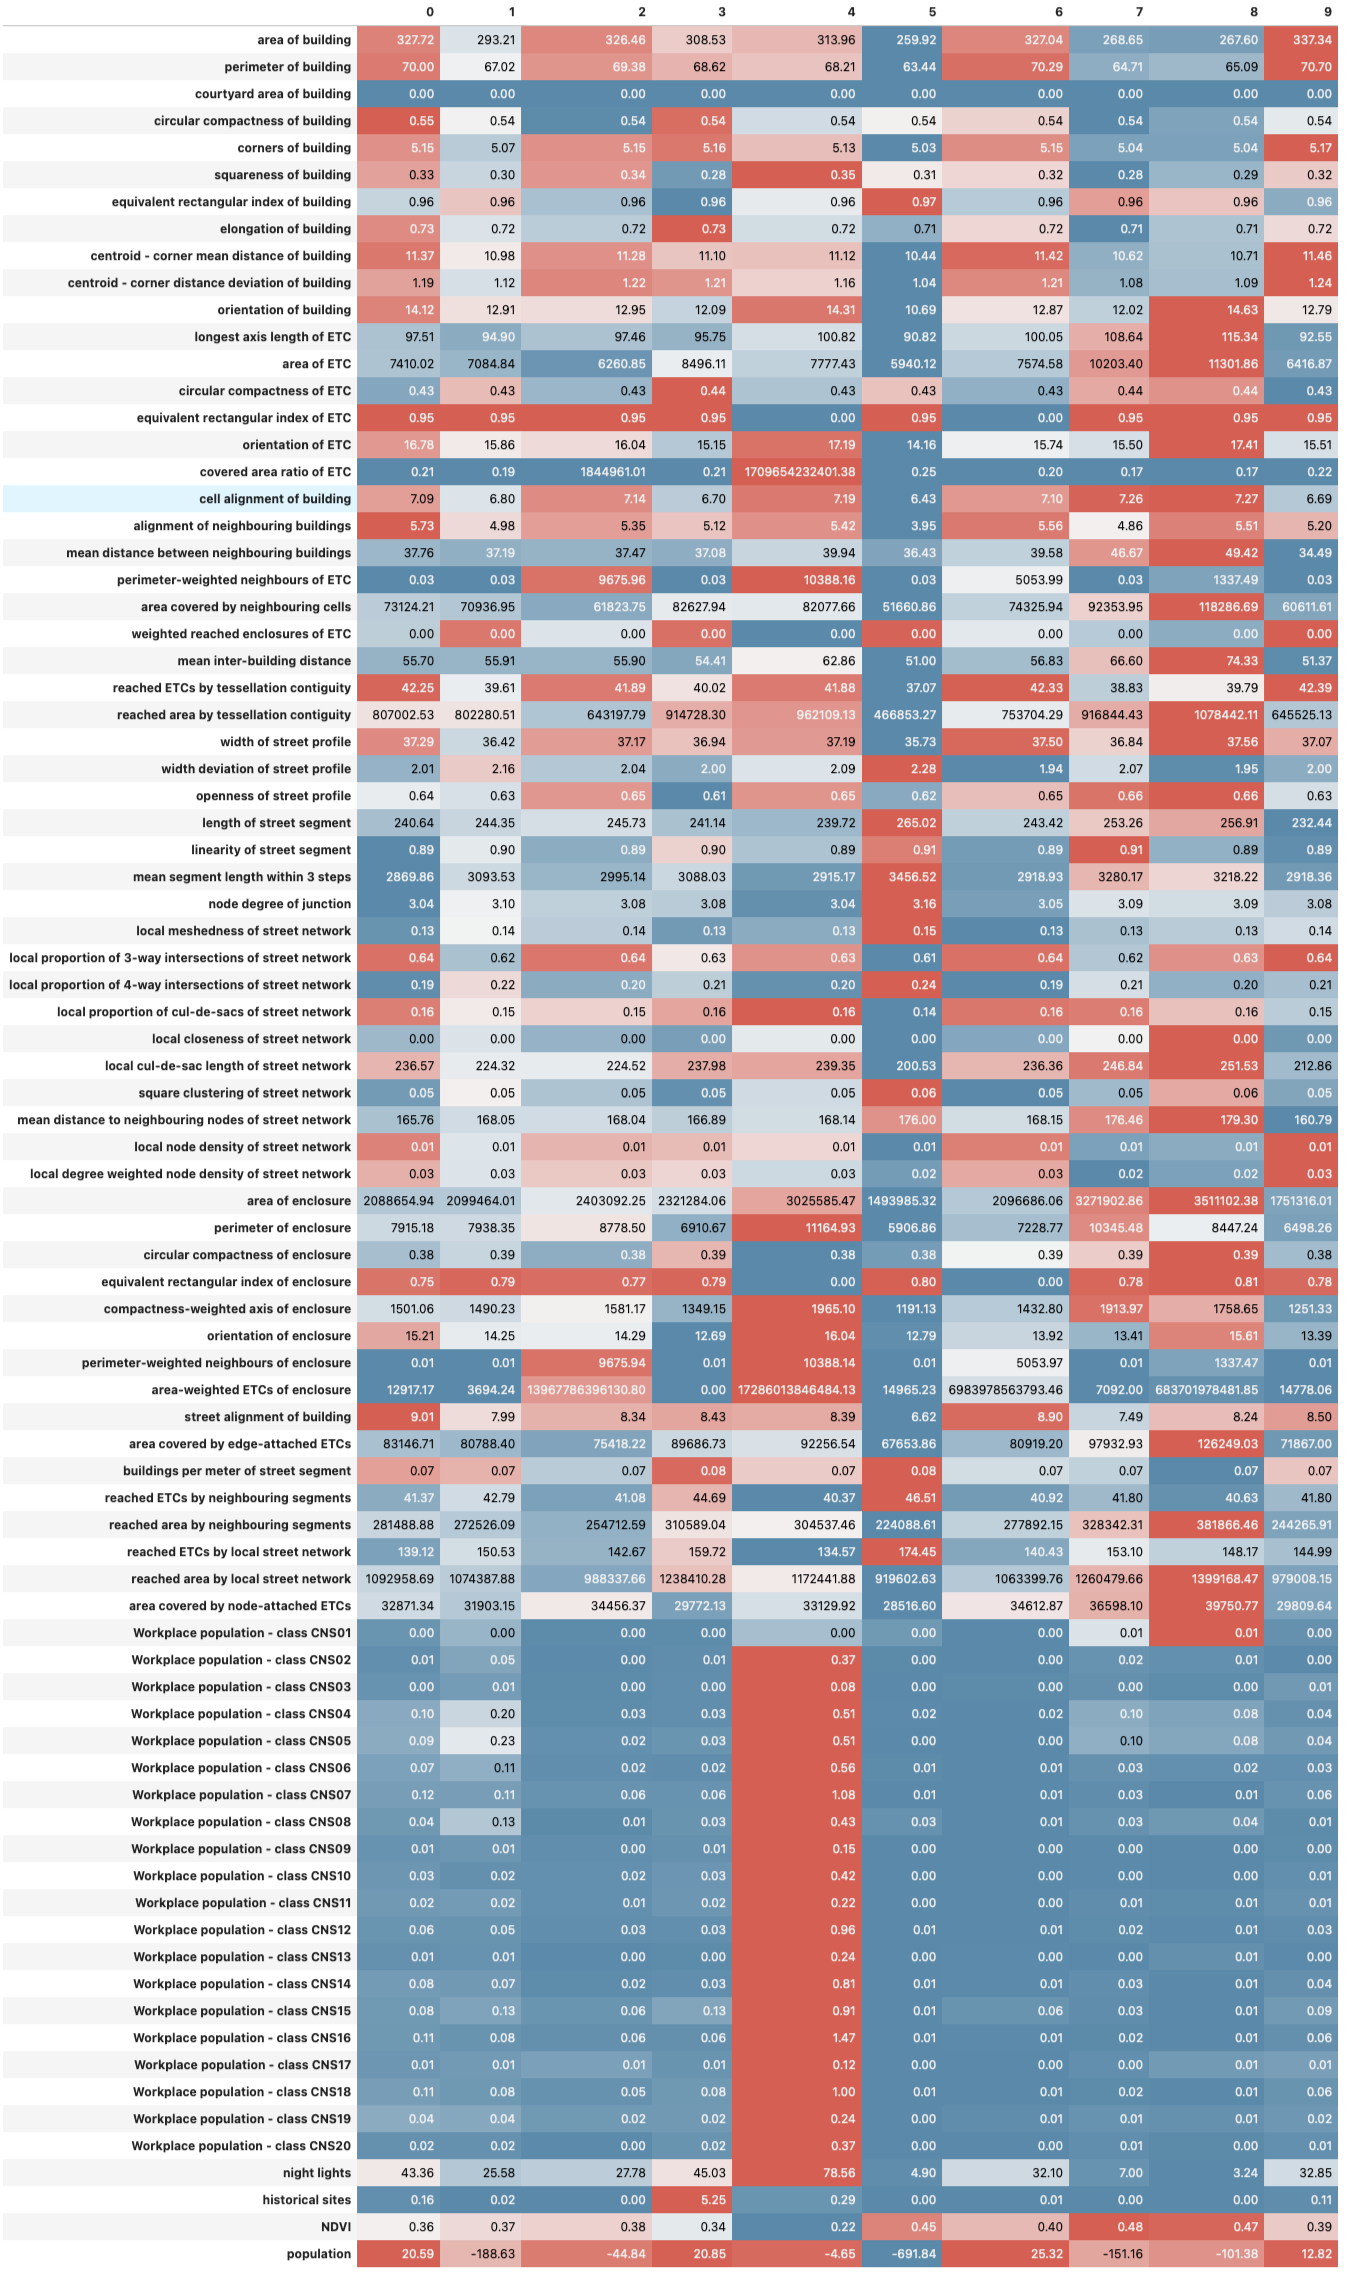 0 1 2 3 4 5 6 7 8 9
area of building 327.72 293.21 326.46 308.53 313.96 259.92 327.04 268.65 267.60 337.34
perimeter of building 70.00 67.02 69.38 68.62 68.21 63.44 70.29 64.71 65.09 70.70
courtyard area of building 0.00 0.00 0.00 0.00 0.00 0.00 0.00 0.00 0.00 0.00
circular compactness of building 0.55 0.54 0.54 0.54 0.54 0.54 0.54 0.54 0.54 0.54
corners of building 5.15 5.07 5.15 5.16 5.13 5.03 5.15 5.04 5.04 5.17
squareness of building 0.33 0.30 0.34 0.28 0.35 0.31 0.32 0.28 0.29 0.32
equivalent rectangular index of building 0.96 0.96 0.96 0.96 0.96 0.97 0.96 0.96 0.96 0.96
elongation of building 0.73 0.72 0.72 0.73 0.72 0.71 0.72 0.71 0.71 0.72
centroid - corner mean distance of building 11.37 10.98 11.28 11.10 11.12 10.44 11.42 10.62 10.71 11.46
centroid - corner distance deviation of building 1.19 1.12 1.22 1.21 1.16 1.04 1.21 1.08 1.09 1.24
orientation of building 14.12 12.91 12.95 12.09 14.31 10.69 12.87 12.02 14.63 12.79
longest axis length of ETC 97.51 94.90 97.46 95.75 100.82 90.82 100.05 108.64 115.34 92.55
area of ETC 7410.02 7084.84 6260.85 8496.11 7777.43 5940.12 7574.58 10203.40 11301.86 6416.87
circular compactness of ETC 0.43 0.43 0.43 0.44 0.43 0.43 0.43 0.44 0.44 0.43
equivalent rectangular index of ETC 0.95 0.95 0.95 0.95 0.00 0.95 0.00 0.95 0.95 0.95
orientation of ETC 16.78 15.86 16.04 15.15 17.19 14.16 15.74 15.50 17.41 15.51
covered area ratio of ETC 0.21 0.19 1844961.01 0.21 1709654232401.38 0.25 0.20 0.17 0.17 0.22
cell alignment of building 7.09 6.80 7.14 6.70 7.19 6.43 7.10 7.26 7.27 6.69
alignment of neighbouring buildings 5.73 4.98 5.35 5.12 5.42 3.95 5.56 4.86 5.51 5.20
mean distance between neighbouring buildings 37.76 37.19 37.47 37.08 39.94 36.43 39.58 46.67 49.42 34.49
perimeter-weighted neighbours of ETC 0.03 0.03 9675.96 0.03 10388.16 0.03 5053.99 0.03 1337.49 0.03
area covered by neighbouring cells 73124.21 70936.95 61823.75 82627.94 82077.66 51660.86 74325.94 92353.95 118286.69 60611.61
weighted reached enclosures of ETC 0.00 0.00 0.00 0.00 0.00 0.00 0.00 0.00 0.00 0.00
mean inter-building distance 55.70 55.91 55.90 54.41 62.86 51.00 56.83 66.60 74.33 51.37
reached ETCs by tessellation contiguity 42.25 39.61 41.89 40.02 41.88 37.07 42.33 38.83 39.79 42.39
reached area by tessellation contiguity 807002.53 802280.51 643197.79 914728.30 962109.13 466853.27 753704.29 916844.43 1078442.11 645525.13
width of street profile 37.29 36.42 37.17 36.94 37.19 35.73 37.50 36.84 37.56 37.07
width deviation of street profile 2.01 2.16 2.04 2.00 2.09 2.28 1.94 2.07 1.95 2.00
openness of street profile 0.64 0.63 0.65 0.61 0.65 0.62 0.65 0.66 0.66 0.63
length of street segment 240.64 244.35 245.73 241.14 239.72 265.02 243.42 253.26 256.91 232.44
linearity of street segment 0.89 0.90 0.89 0.90 0.89 0.91 0.89 0.91 0.89 0.89
mean segment length within 3 steps 2869.86 3093.53 2995.14 3088.03 2915.17 3456.52 2918.93 3280.17 3218.22 2918.36
node degree of junction 3.04 3.10 3.08 3.08 3.04 3.16 3.05 3.09 3.09 3.08
local meshedness of street network 0.13 0.14 0.14 0.13 0.13 0.15 0.13 0.13 0.13 0.14
local proportion of 3-way intersections of street network 0.64 0.62 0.64 0.63 0.63 0.61 0.64 0.62 0.63 0.64
local proportion of 4-way intersections of street network 0.19 0.22 0.20 0.21 0.20 0.24 0.19 0.21 0.20 0.21
local proportion of cul-de-sacs of street network 0.16 0.15 0.15 0.16 0.16 0.14 0.16 0.16 0.16 0.15
local closeness of street network 0.00 0.00 0.00 0.00 0.00 0.00 0.00 0.00 0.00 0.00
local cul-de-sac length of street network 236.57 224.32 224.52 237.98 239.35 200.53 236.36 246.84 251.53 212.86
square clustering of street network 0.05 0.05 0.05 0.05 0.05 0.06 0.05 0.05 0.06 0.05
mean distance to neighbouring nodes of street network 165.76 168.05 168.04 166.89 168.14 176.00 168.15 176.46 179.30 160.79
local node density of street network 0.01 0.01 0.01 0.01 0.01 0.01 0.01 0.01 0.01 0.01
local degree weighted node density of street network 0.03 0.03 0.03 0.03 0.03 0.02 0.03 0.02 0.02 0.03
area of enclosure 2088654.94 2099464.01 2403092.25 2321284.06 3025585.47 1493985.32 2096686.06 3271902.86 3511102.38 1751316.01
perimeter of enclosure 7915.18 7938.35 8778.50 6910.67 11164.93 5906.86 7228.77 10345.48 8447.24 6498.26
circular compactness of enclosure 0.38 0.39 0.38 0.39 0.38 0.38 0.39 0.39 0.39 0.38
equivalent rectangular index of enclosure 0.75 0.79 0.77 0.79 0.00 0.80 0.00 0.78 0.81 0.78
compactness-weighted axis of enclosure 1501.06 1490.23 1581.17 1349.15 1965.10 1191.13 1432.80 1913.97 1758.65 1251.33
orientation of enclosure 15.21 14.25 14.29 12.69 16.04 12.79 13.92 13.41 15.61 13.39
perimeter-weighted neighbours of enclosure 0.01 0.01 9675.94 0.01 10388.14 0.01 5053.97 0.01 1337.47 0.01
area-weighted ETCs of enclosure 12917.17 3694.24 13967786396130.80 0.00 17286013846484.13 14965.23 6983978563793.46 7092.00 683701978481.85 14778.06
street alignment of building 9.01 7.99 8.34 8.43 8.39 6.62 8.90 7.49 8.24 8.50
area covered by edge-attached ETCs 83146.71 80788.40 75418.22 89686.73 92256.54 67653.86 80919.20 97932.93 126249.03 71867.00
buildings per meter of street segment 0.07 0.07 0.07 0.08 0.07 0.08 0.07 0.07 0.07 0.07
reached ETCs by neighbouring segments 41.37 42.79 41.08 44.69 40.37 46.51 40.92 41.80 40.63 41.80
reached area by neighbouring segments 281488.88 272526.09 254712.59 310589.04 304537.46 224088.61 277892.15 328342.31 381866.46 244265.91
reached ETCs by local street network 139.12 150.53 142.67 159.72 134.57 174.45 140.43 153.10 148.17 144.99
reached area by local street network 1092958.69 1074387.88 988337.66 1238410.28 1172441.88 919602.63 1063399.76 1260479.66 1399168.47 979008.15
area covered by node-attached ETCs 32871.34 31903.15 34456.37 29772.13 33129.92 28516.60 34612.87 36598.10 39750.77 29809.64
Workplace population - class CNS01 0.00 0.00 0.00 0.00 0.00 0.00 0.00 0.01 0.01 0.00
Workplace population - class CNS02 0.01 0.05 0.00 0.01 0.37 0.00 0.00 0.02 0.01 0.00
Workplace population - class CNS03 0.00 0.01 0.00 0.00 0.08 0.00 0.00 0.00 0.00 0.01
Workplace population - class CNS04 0.10 0.20 0.03 0.03 0.51 0.02 0.02 0.10 0.08 0.04
Workplace population - class CNS05 0.09 0.23 0.02 0.03 0.51 0.00 0.00 0.10 0.08 0.04
Workplace population - class CNS06 0.07 0.11 0.02 0.02 0.56 0.01 0.01 0.03 0.02 0.03
Workplace population - class CNS07 0.12 0.11 0.06 0.06 1.08 0.01 0.01 0.03 0.01 0.06
Workplace population - class CNS08 0.04 0.13 0.01 0.03 0.43 0.03 0.01 0.03 0.04 0.01
Workplace population - class CNS09 0.01 0.01 0.00 0.01 0.15 0.00 0.00 0.00 0.00 0.00
Workplace population - class CNS10 0.03 0.02 0.02 0.03 0.42 0.00 0.00 0.00 0.00 0.01
Workplace population - class CNS11 0.02 0.02 0.01 0.02 0.22 0.00 0.00 0.01 0.01 0.01
Workplace population - class CNS12 0.06 0.05 0.03 0.03 0.96 0.01 0.01 0.02 0.01 0.03
Workplace population - class CNS13 0.01 0.01 0.00 0.00 0.24 0.00 0.00 0.00 0.01 0.00
Workplace population - class CNS14 0.08 0.07 0.02 0.03 0.81 0.01 0.01 0.03 0.01 0.04
Workplace population - class CNS15 0.08 0.13 0.06 0.13 0.91 0.01 0.06 0.03 0.01 0.09
Workplace population - class CNS16 0.11 0.08 0.06 0.06 1.47 0.01 0.01 0.02 0.01 0.06
Workplace population - class CNS17 0.01 0.01 0.01 0.01 0.12 0.00 0.00 0.00 0.01 0.01
Workplace population - class CNS18 0.11 0.08 0.05 0.08 1.00 0.01 0.01 0.02 0.01 0.06
Workplace population - class CNS19 0.04 0.04 0.02 0.02 0.24 0.00 0.01 0.01 0.01 0.02
Workplace population - class CNS20 0.02 0.02 0.00 0.02 0.37 0.00 0.00 0.01 0.00 0.01
night lights 43.36 25.58 27.78 45.03 78.56 4.90 32.10 7.00 3.24 32.85
historical sites 0.16 0.02 0.00 5.25 0.29 0.00 0.01 0.00 0.00 0.11
NDVI 0.36 0.37 0.38 0.34 0.22 0.45 0.40 0.48 0.47 0.39
population 20.59 -188.63 -44.84 20.85 -4.65 -691.84 25.32 -151.16 -101.38 12.82